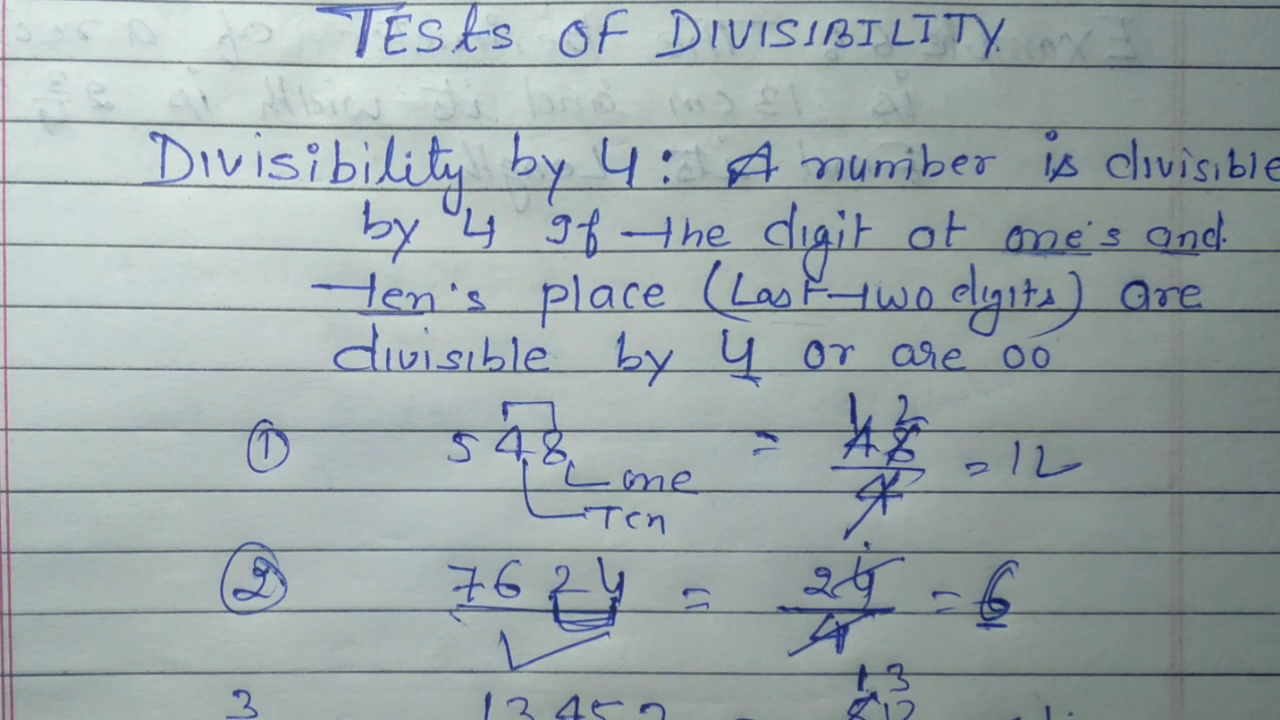 TESTS OF DIVISIBILITY
Divisibility by 4: A number is divisible
by 4 If the digit at one's and
ten's place (Last two digits) are
divisible by 4 or are 00
① 548 = 48/4 = 12
one
Ten
② 7624 = 24/4 = 6
3